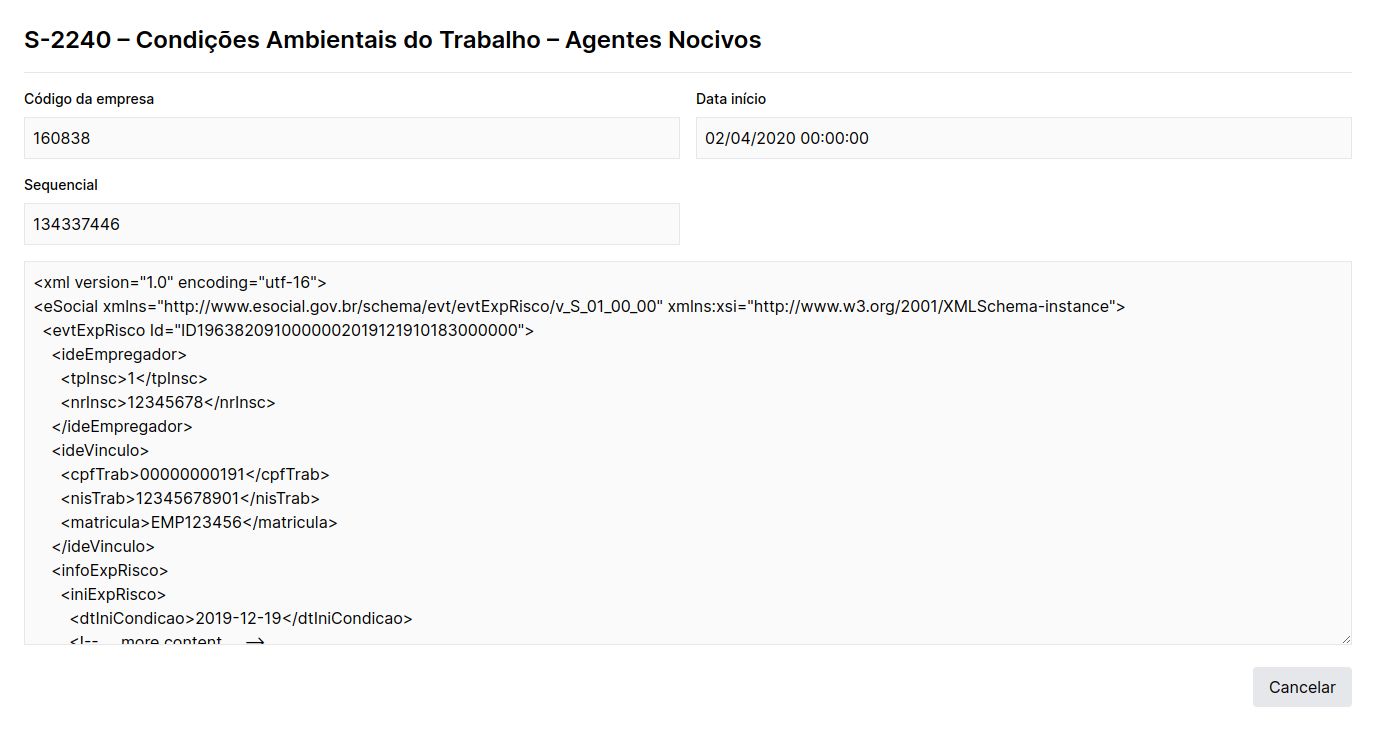 S-2240 – Condições Ambientais do Trabalho – Agentes Nocivos
Código da empresa
160838
Data início
02/04/2020 00:00:00
Sequencial
134337446
<xml version="1.0" encoding="utf-16">
<eSocial xmlns="http://www.esocial.gov.br/schema/evt/evtExpRisco/v_S_01_00_00" xmlns:xsi="http://www.w3.org/2001/XMLSchema-instance">
<evtExpRisco Id="ID1963820910000002019121910183000000">
<ideEmpregador>
<tpInsc>1</tpInsc>
<nrInsc>12345678</nrInsc>
</ideEmpregador>
<ideVinculo>
<cpfTrab>00000000191</cpfTrab>
<nisTrab>12345678901</nisTrab>
<matricula>EMP123456</matricula>
</ideVinculo>
<infoExpRisco>
<iniExpRisco>
<dtIniCondicao>2019-12-19</dtIniCondicao>
<!-- ... more content ... -->
Cancelar